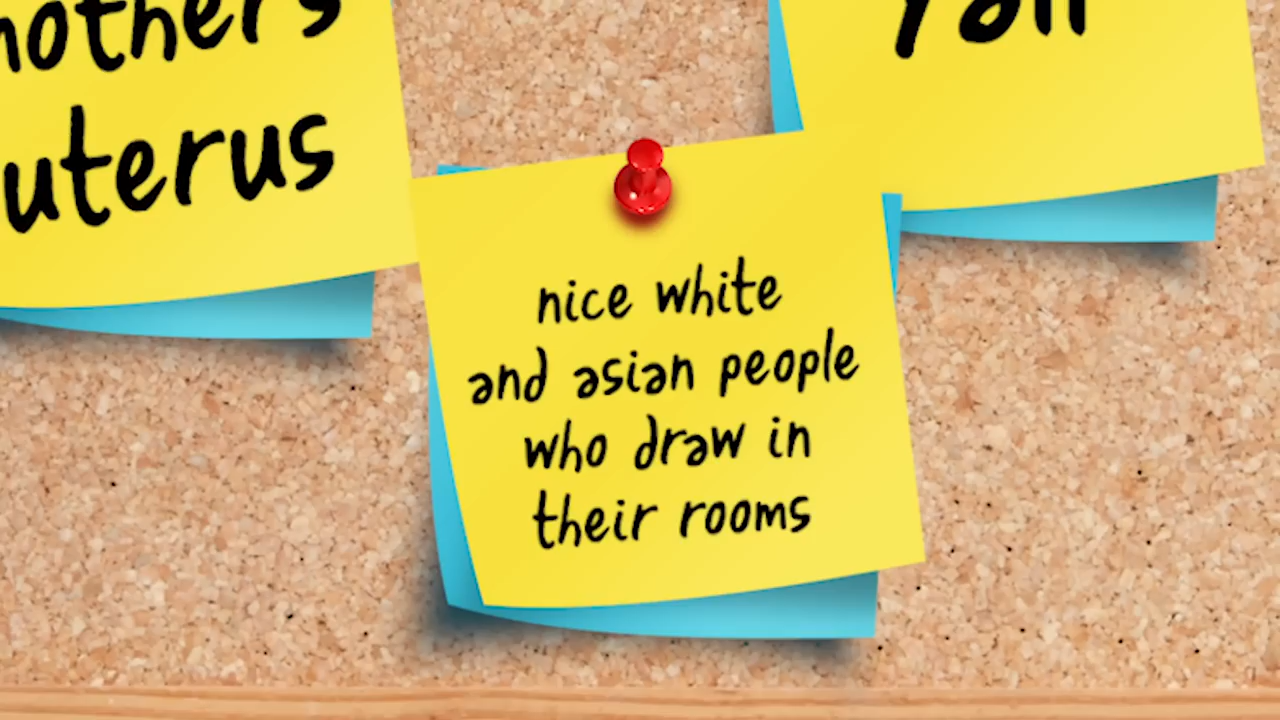 uterus
nice white
and asian people
who draw in
their rooms